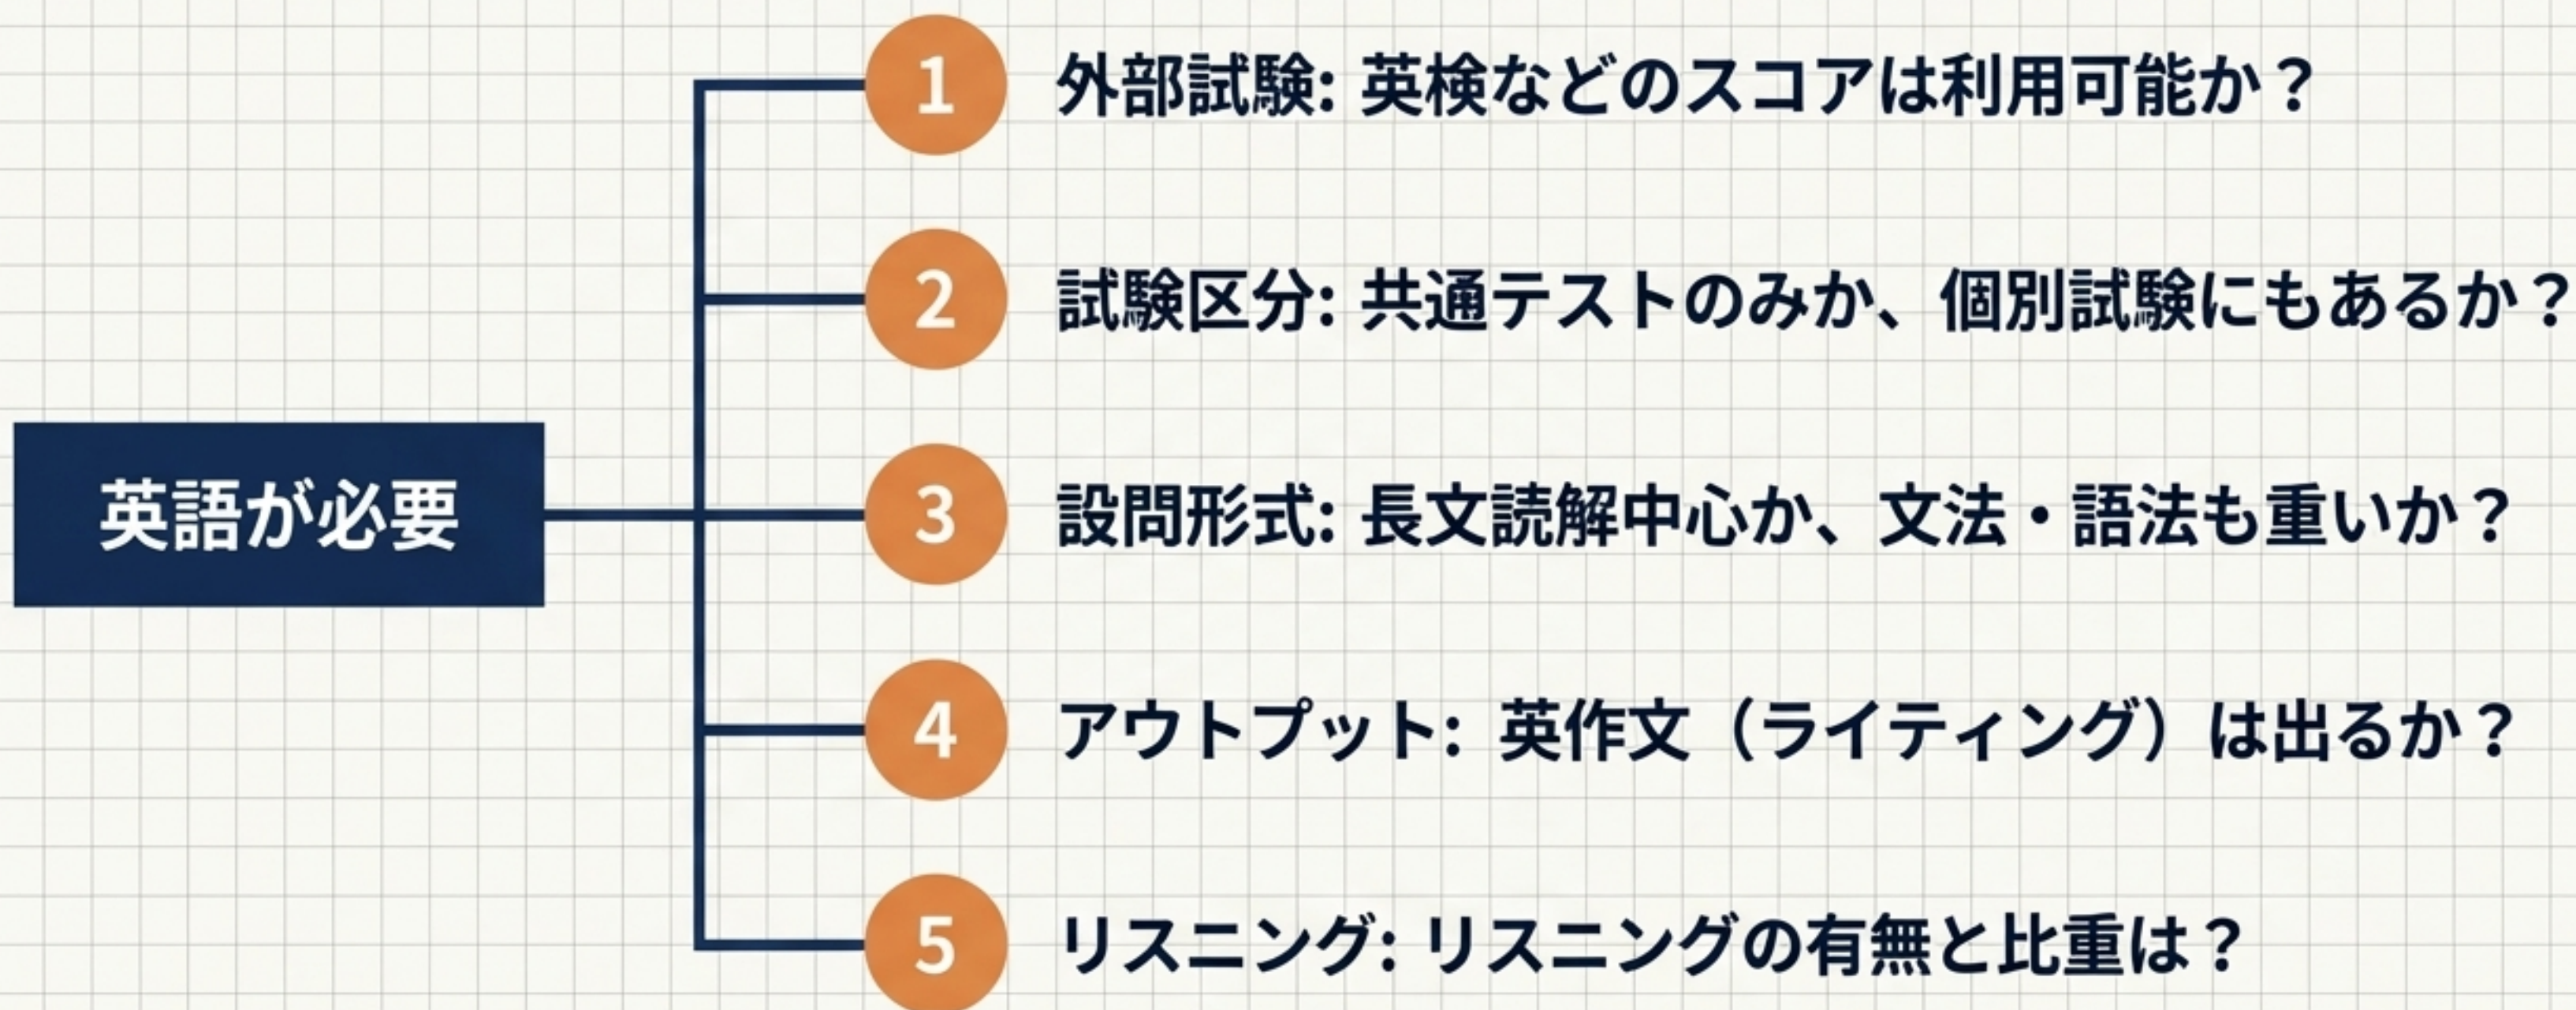 英語が必要
1 外部試験: 英検などのスコアは利用可能か？
2 試験区分: 共通テストのみか、個別試験にもあるか？
3 設問形式: 長文読解中心か、文法・語法も重いか？
4 アウトプット: 英作文（ライティング）は出るか？
5 リスニング: リスニングの有無と比重は？